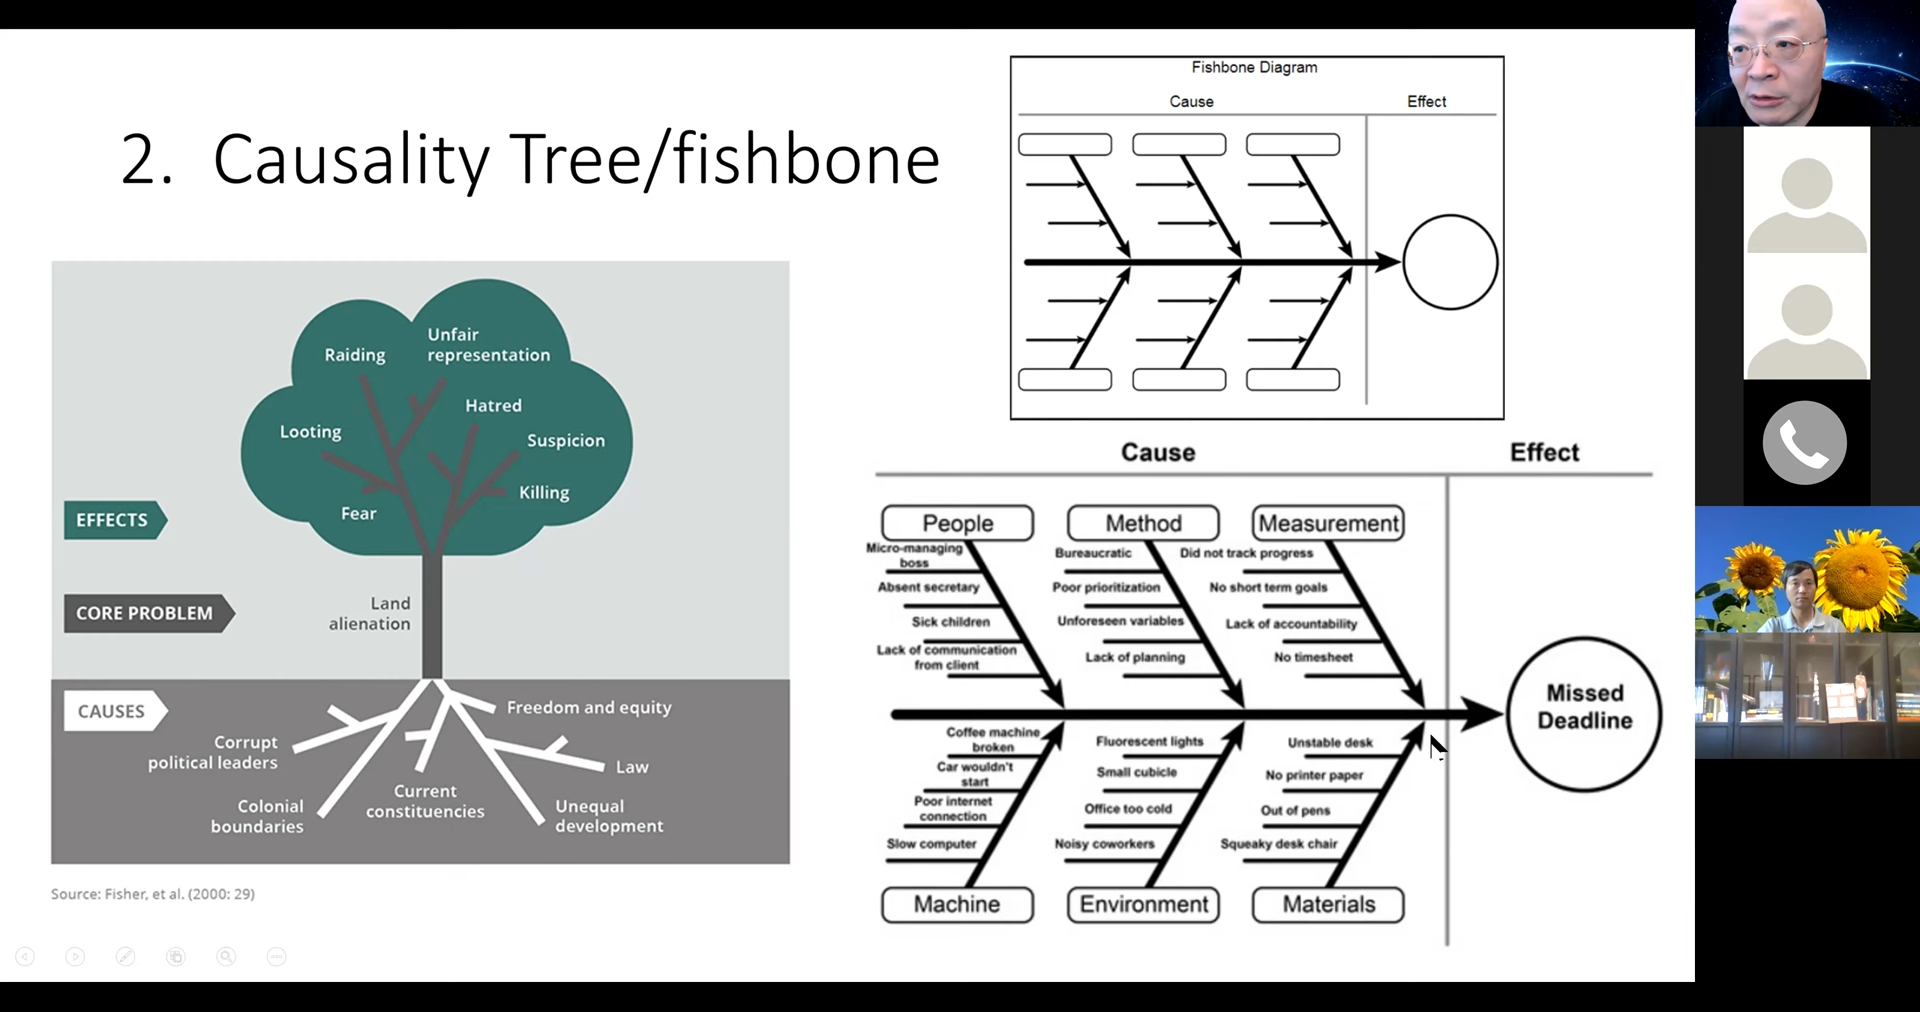 2. Causality Tree/fishbone
Fishbone Diagram
Cause
Effect
Raiding
Unfair
representation
Hatred
Looting
Suspicion
Killing
Fear
EFFECTS
CORE PROBLEM
Land
alienation
CAUSES
Freedom and equity
Corrupt
political leaders
Law
Current
constituencies
Colonial
boundaries
Unequal
development
Source: Fisher, et al. (2000: 29)
Cause
Effect
People
Micro-managing
boss
Absent secretary
Sick children
Lack of communication
from client
Method
Bureaucratic
Poor prioritization
Unforeseen variables
Lack of planning
Measurement
Did not track progress
No short term goals
Lack of accountability
No timesheet
Missed
Deadline
Coffee machine
broken
Car wouldn't
start
Poor internet
connection
Slow computer
Machine
Fluorescent lights
Small cubicle
Office too cold
Noisy coworkers
Environment
Unstable desk
No printer paper
Out of pens
Squeaky desk chair
Materials